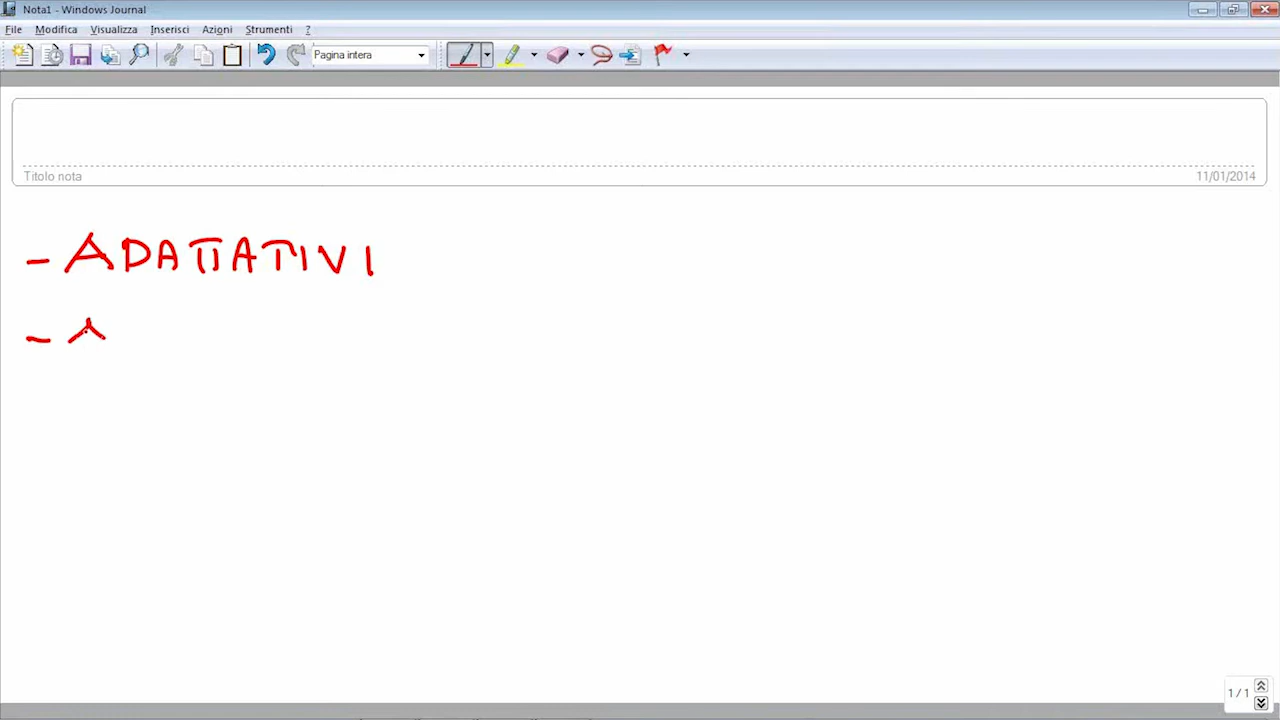 Nota1 - Windows Journal
File Modifica Visualizza Inserisci Azioni Strumenti ?
Pagina intera
Titolo nota 11/01/2014
- ADATTATIVI
- A
1 / 1